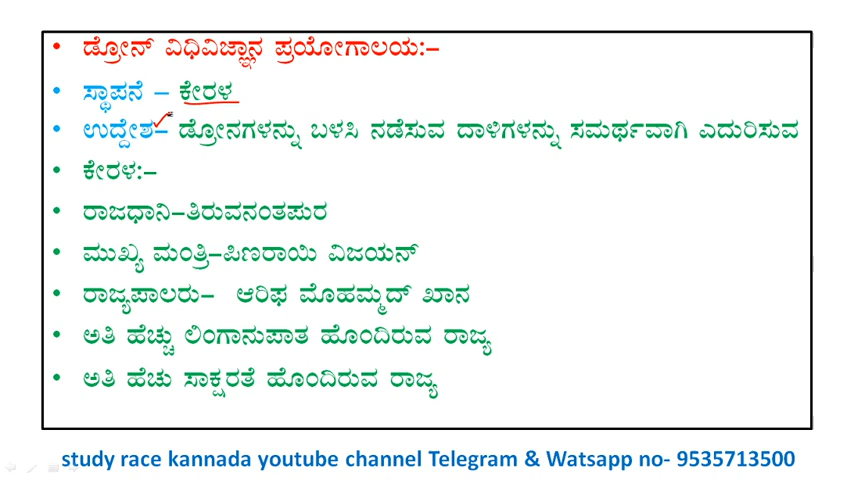 ಡ್ರೋನ್ ವಿಧಿವಿಜ್ಞಾನ ಪ್ರಯೋಗಾಲಯ:–
ಸ್ಥಾಪನೆ – ಕೇರಳ
ಉದ್ದೇಶ– ಡ್ರೋನಗಳನ್ನು ಬಳಸಿ ನಡೆಸುವ ದಾಳಿಗಳನ್ನು ಸಮರ್ಥವಾಗಿ ಎದುರಿಸುವ
ಕೇರಳ:–
ರಾಜಧಾನಿ–ತಿರುವನಂತಪುರ
ಮುಖ್ಯ ಮಂತ್ರಿ–ಪಿಣರಾಯಿ ವಿಜಯನ್
ರಾಜ್ಯಪಾಲರು– ಆರಿಫ ಮೊಹಮ್ಮದ್ ಖಾನ
ಅತಿ ಹೆಚ್ಚು ಲಿಂಗಾನುಪಾತ ಹೊಂದಿರುವ ರಾಜ್ಯ
ಅತಿ ಹೆಚು ಸಾಕ್ಷರತೆ ಹೊಂದಿರುವ ರಾಜ್ಯ
study race kannada youtube channel Telegram & Watsapp no- 9535713500